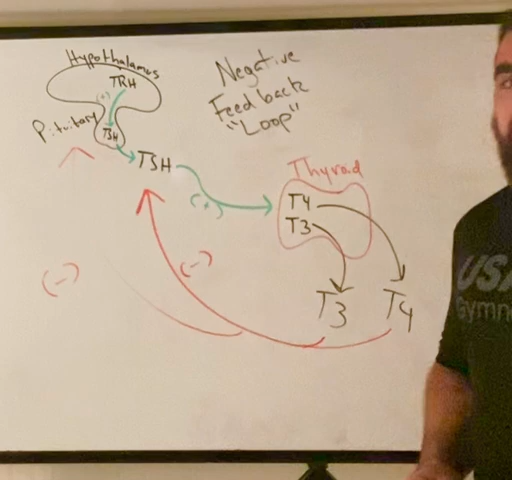 Hypothalamus
TRH
(+)
Pituitary
TSH
TSH
Negative
Feedback
"Loop"
(+)
Thyroid
T4
T3
(-)
(-)
T3
T4
USA
Gymn